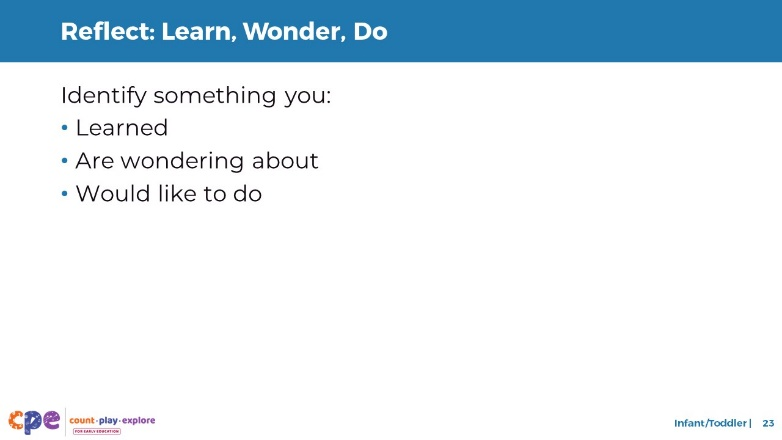 Reflect: Learn, Wonder, Do
Identify something you:
• Learned
• Are wondering about
• Would like to do
cpe
count·play·explore
FOR EARLY EDUCATION
Infant/Toddler | 23